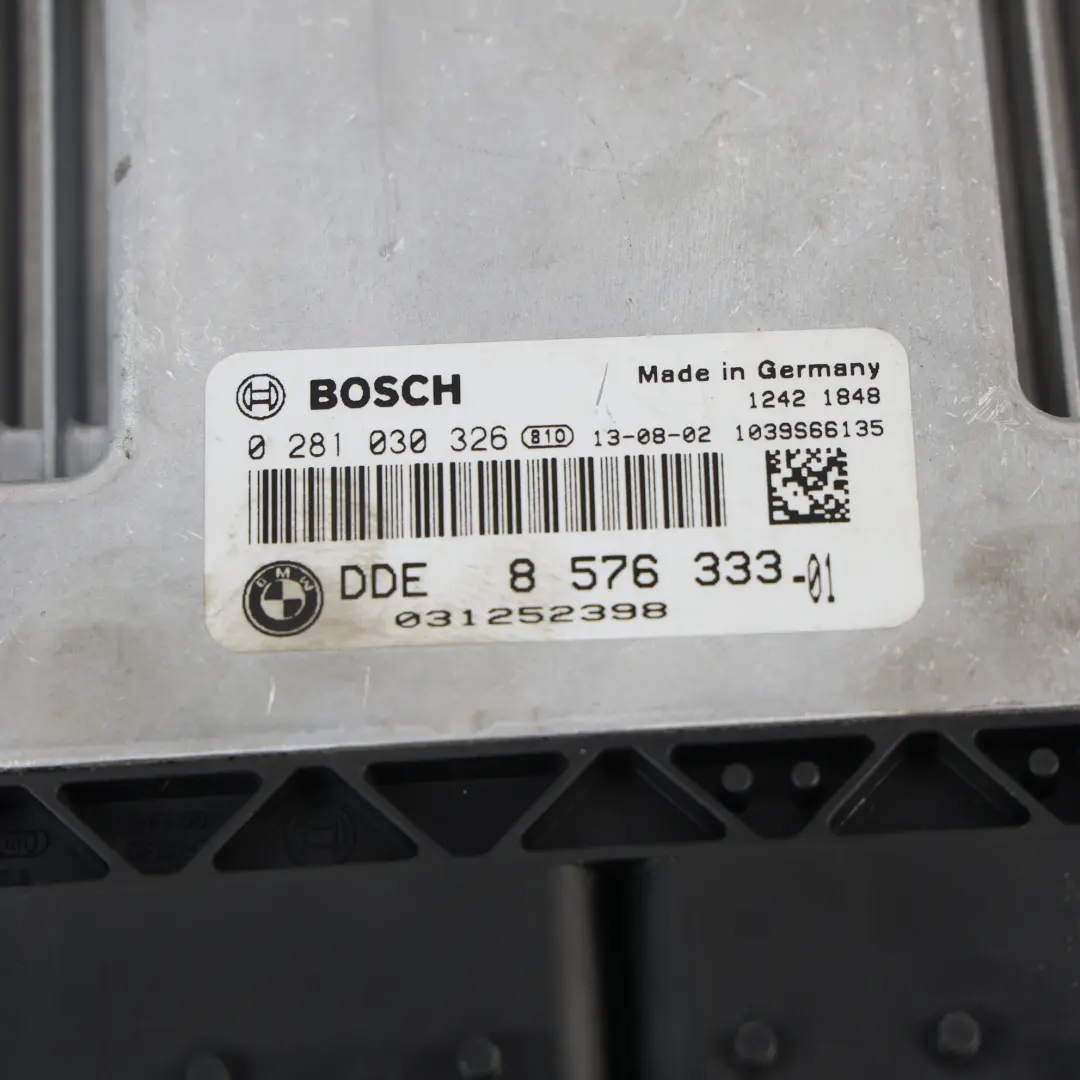 BOSCH
Made in Germany
1242 1848
0 281 030 326 810 13-08-02 1039S66135
BMW DDE 8 576 333-01
031252398